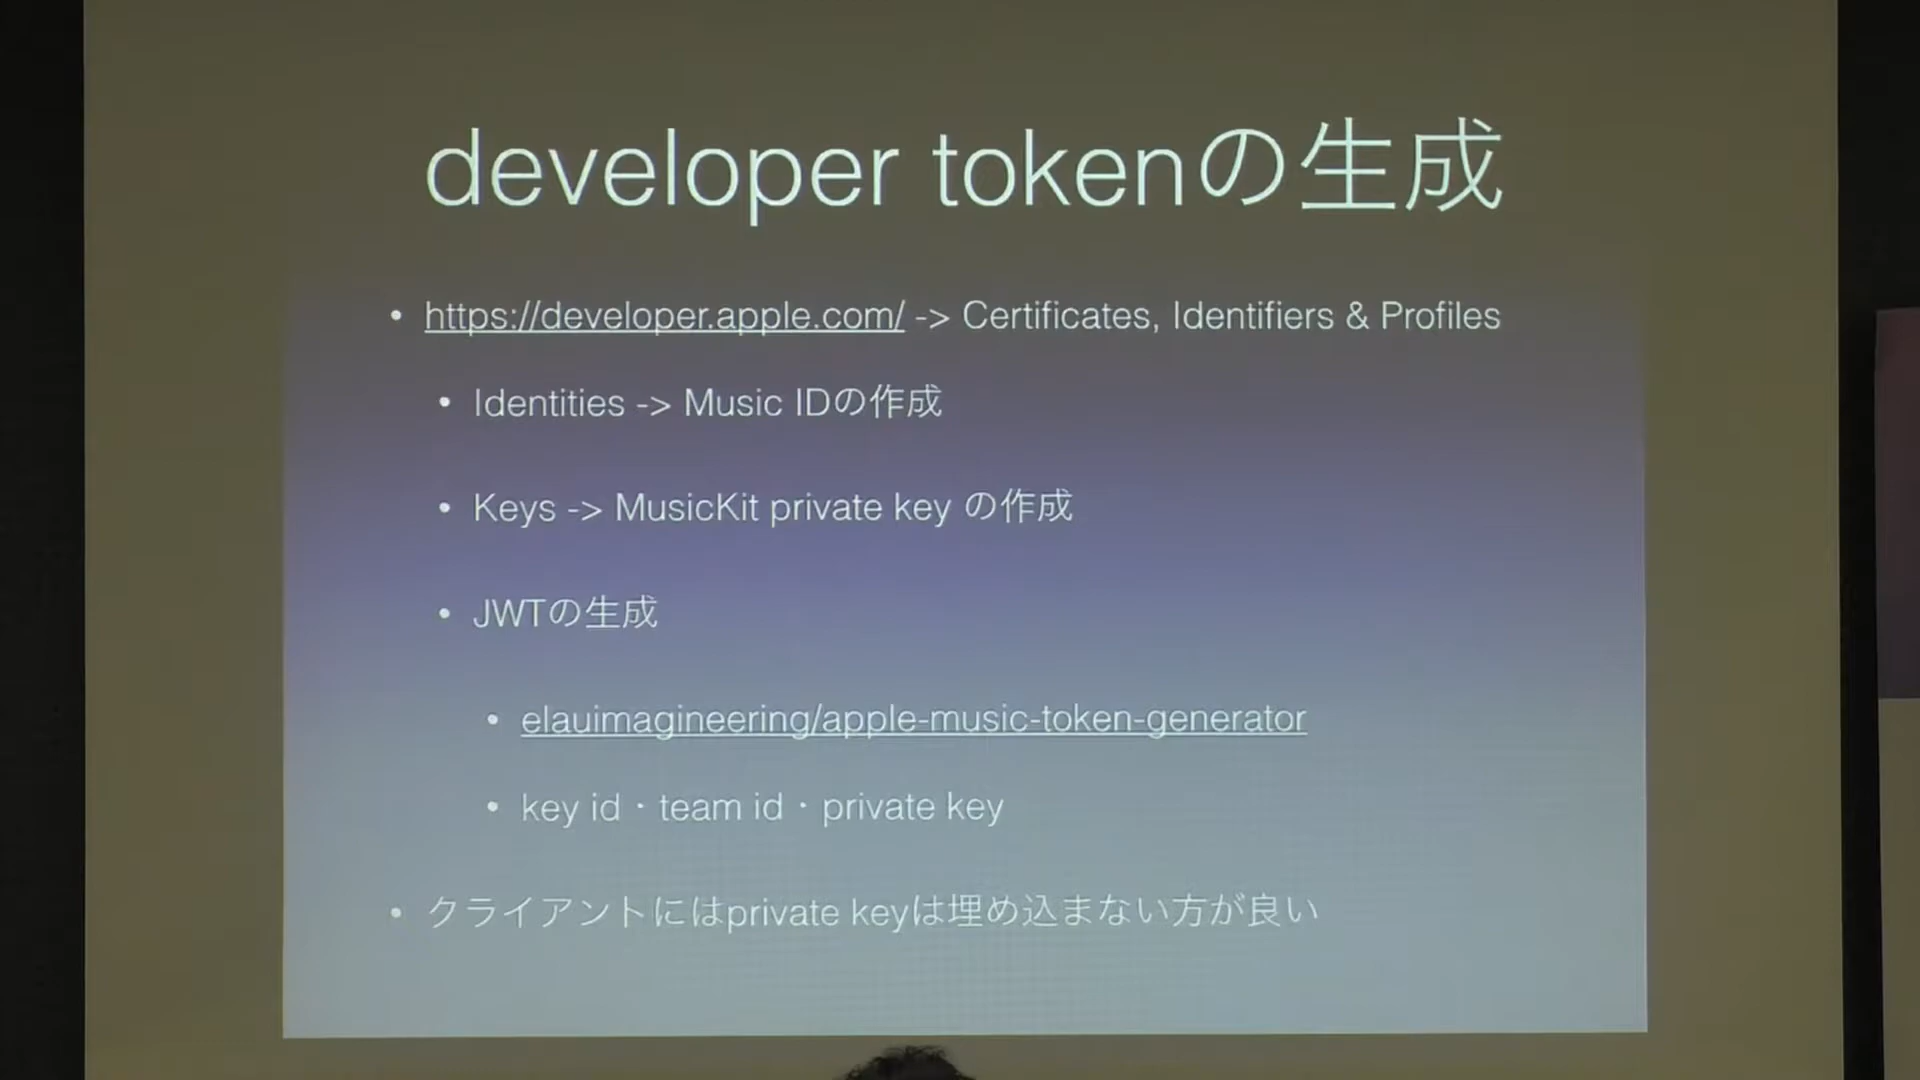 developer tokenの生成
• https://developer.apple.com/ -> Certificates, Identifiers & Profiles
• Identities -> Music IDの作成
• Keys -> MusicKit private key の作成
• JWTの生成
• elauimagineering/apple-music-token-generator
• key id・team id・private key
• クライアントにはprivate keyは埋め込まない方が良い